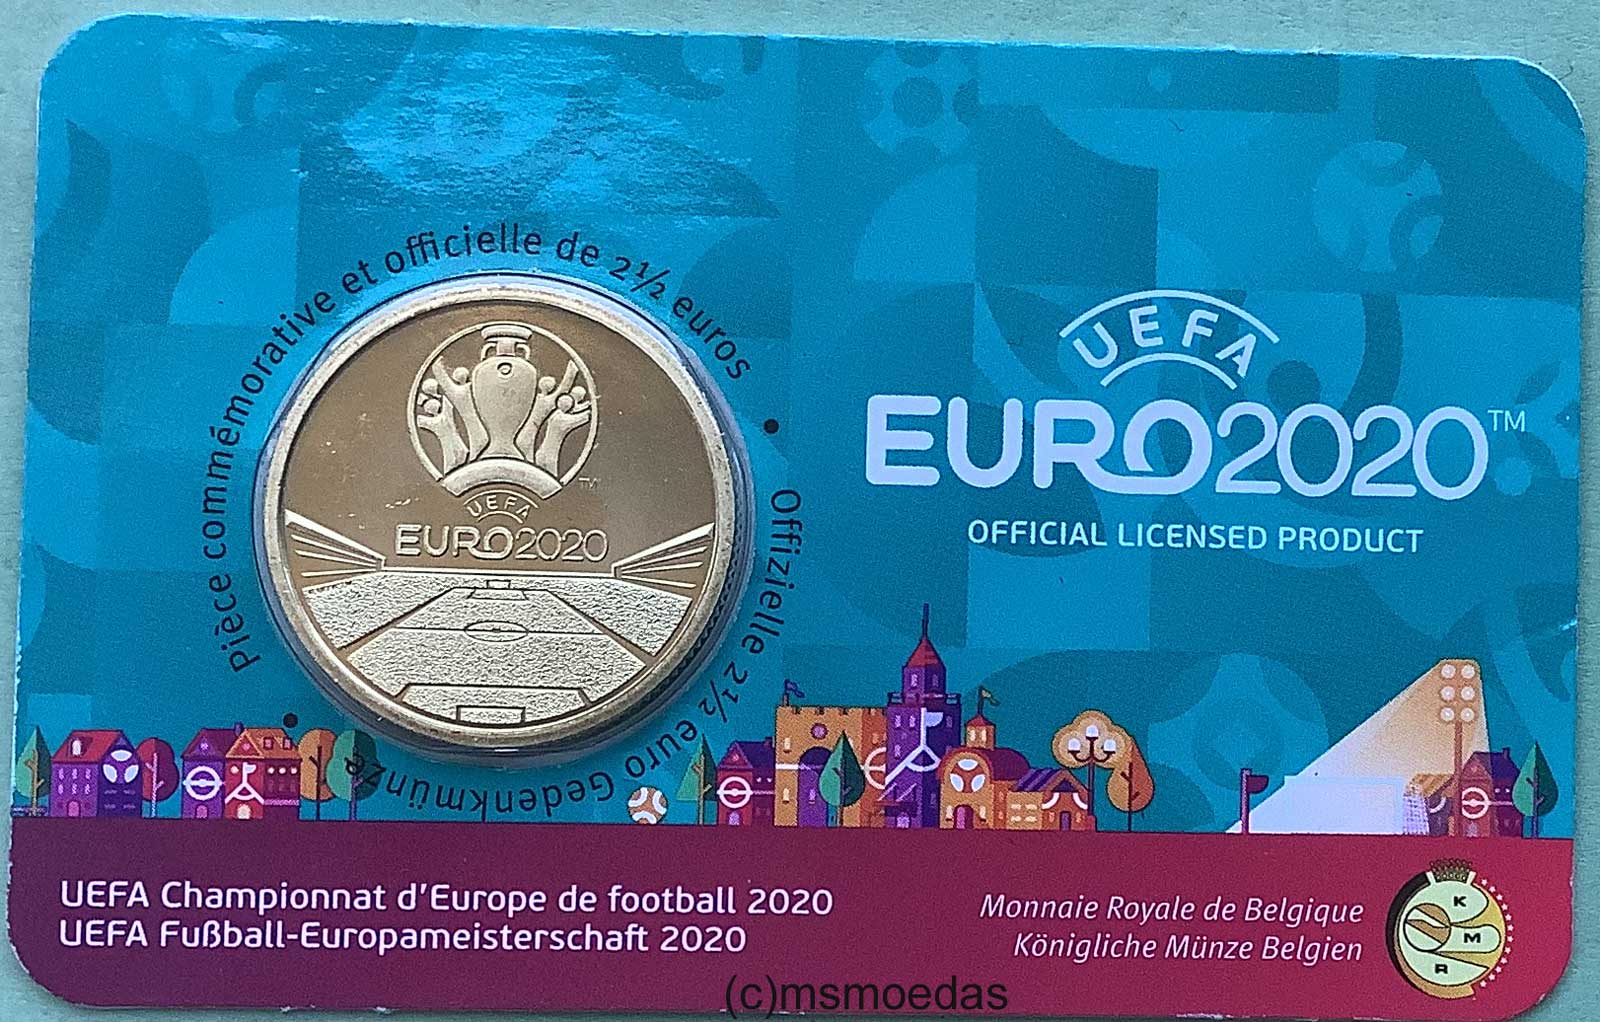 Pièce commémorative et officielle de 2½ euros
• Offizielle 2½ euro Gedenkmünze •
TM
UEFA
EURO2020
UEFA
EURO2020™
OFFICIAL LICENSED PRODUCT
UEFA Championnat d'Europe de football 2020
UEFA Fußball-Europameisterschaft 2020
Monnaie Royale de Belgique
Königliche Münze Belgien
K
M
R
(c)msmoedas